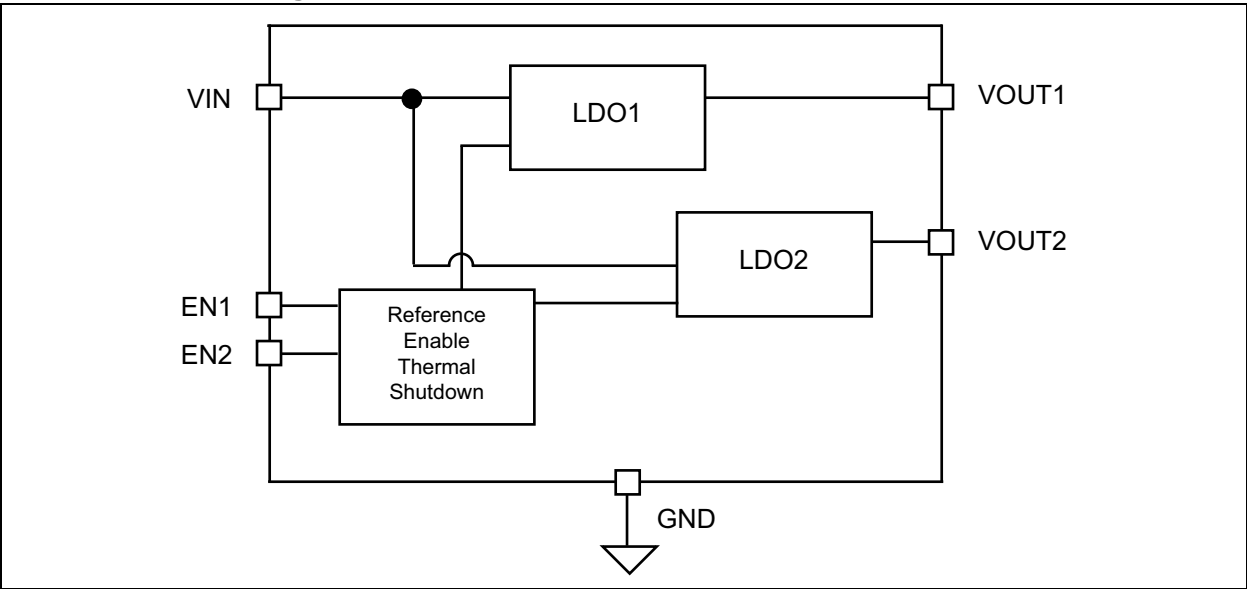 VIN
LDO1
VOUT1
LDO2
VOUT2
EN1
EN2
Reference
Enable
Thermal
Shutdown
GND